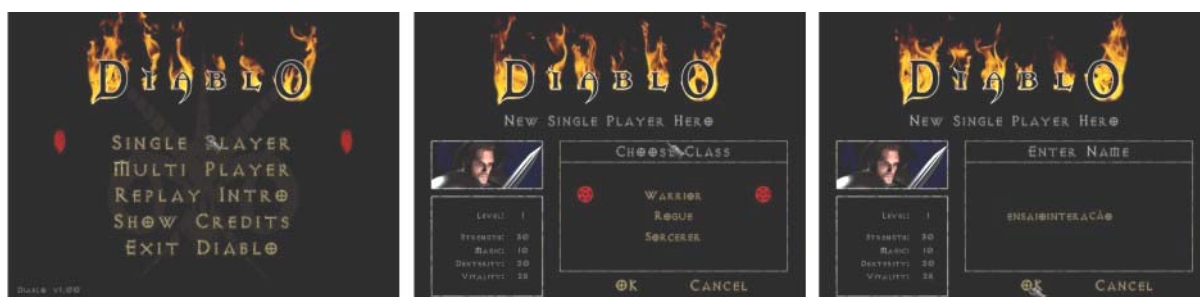 DIABLO
SINGLE PLAYER
MULTI PLAYER
REPLAY INTRO
SHOW CREDITS
EXIT DIABLO
DIABLO V1.00
DIABLO
NEW SINGLE PLAYER HERO
CHOOSE CLASS
WARRIOR
ROGUE
SORCERER
LEVEL: 1
STRENGTH: 30
MAGIC: 10
DEXTERITY: 20
VITALITY: 25
OK CANCEL
DIABLO
NEW SINGLE PLAYER HERO
ENTER NAME
ENSAIOINTERAÇÃO
LEVEL: 1
STRENGTH: 30
MAGIC: 10
DEXTERITY: 20
VITALITY: 25
OK CANCEL